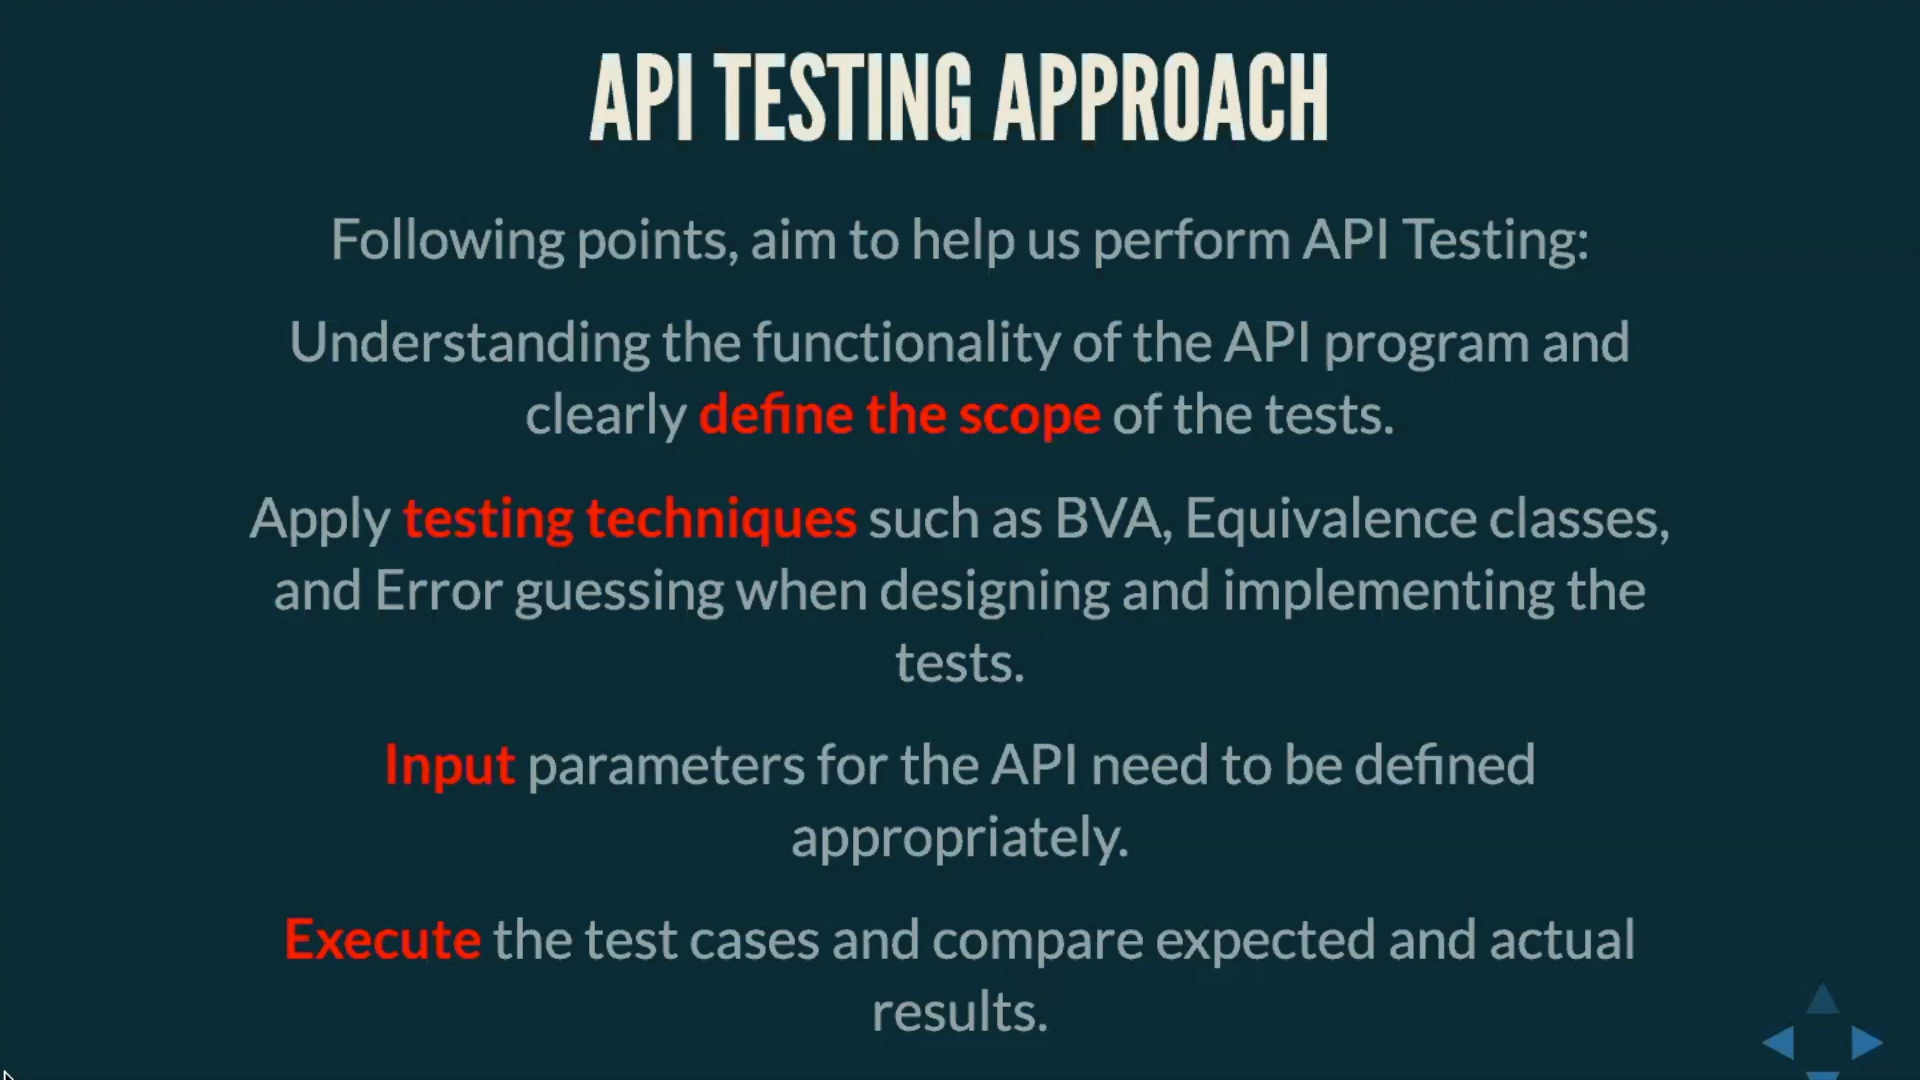 API TESTING APPROACH
Following points, aim to help us perform API Testing:
Understanding the functionality of the API program and
clearly define the scope of the tests.
Apply testing techniques such as BVA, Equivalence classes,
and Error guessing when designing and implementing the
tests.
Input parameters for the API need to be defined
appropriately.
Execute the test cases and compare expected and actual
results.